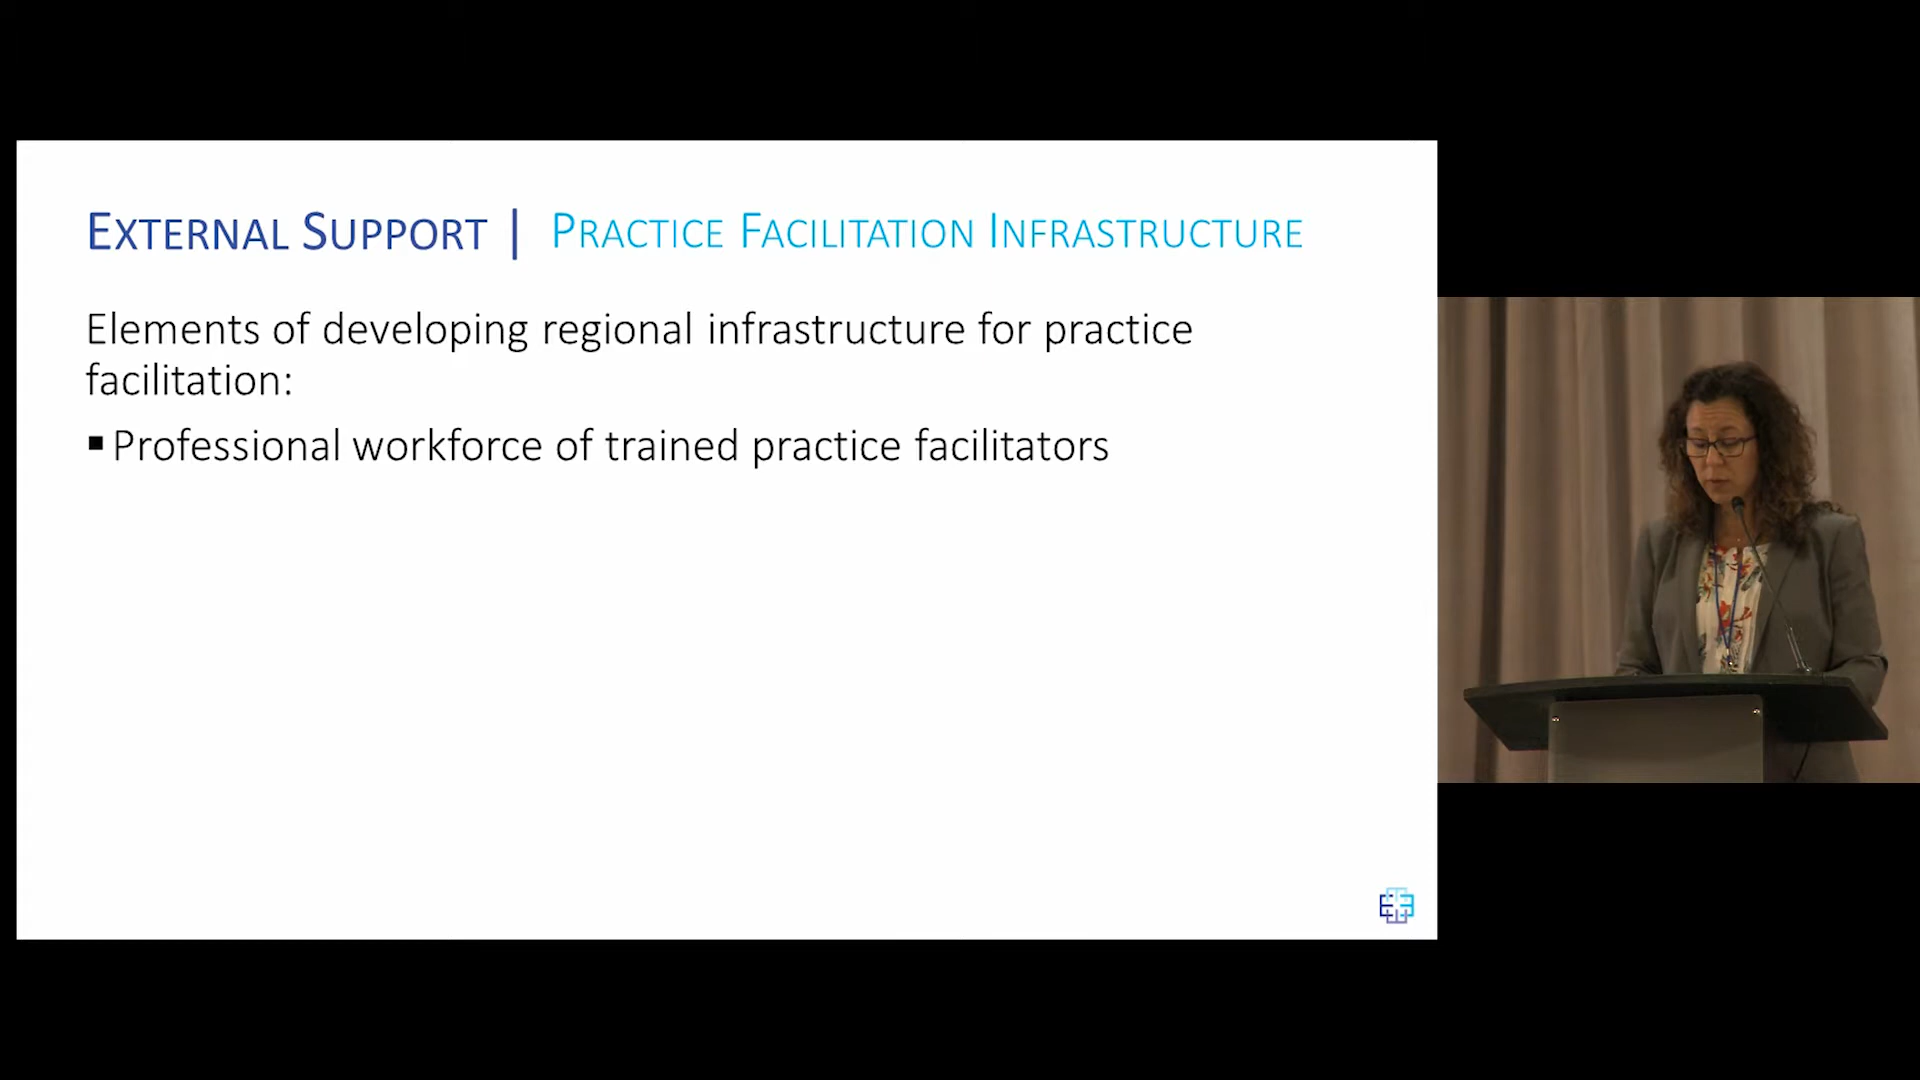 EXTERNAL SUPPORT | PRACTICE FACILITATION INFRASTRUCTURE
Elements of developing regional infrastructure for practice
facilitation:
▪ Professional workforce of trained practice facilitators